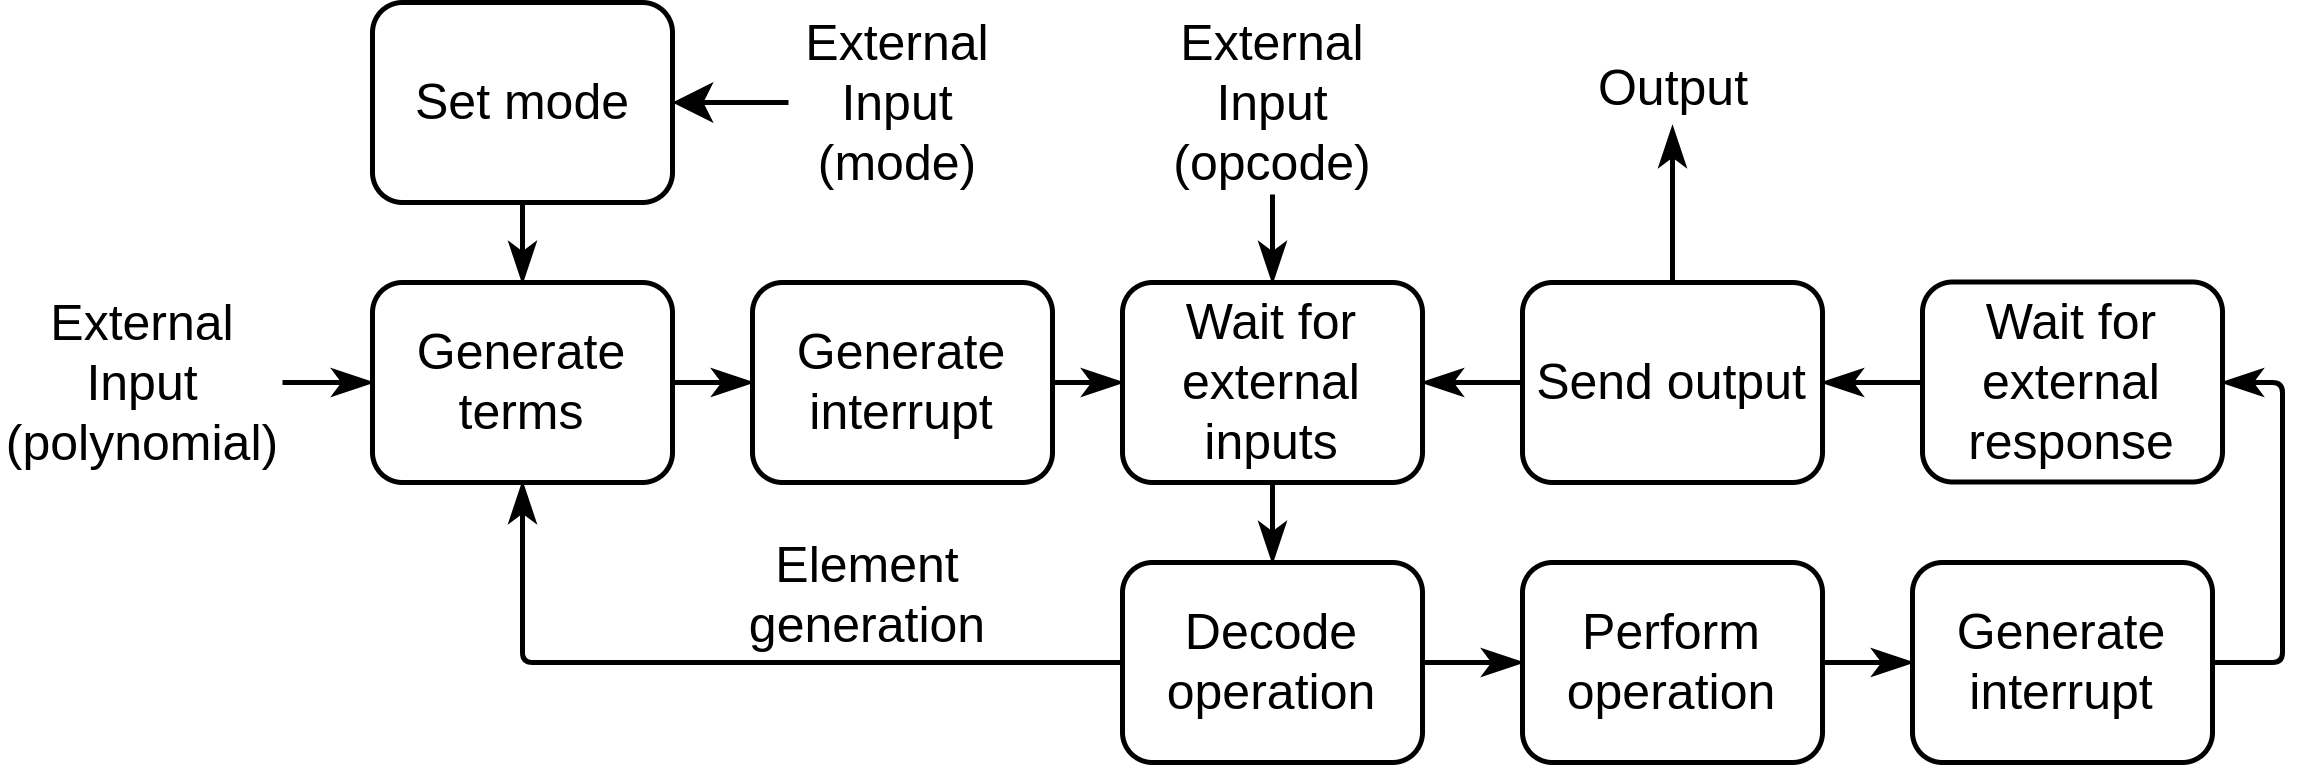 Set mode
External
Input
(mode)
External
Input
(opcode)
Output
External
Input
(polynomial)
Generate
terms
Generate
interrupt
Wait for
external
inputs
Send output
Wait for
external
response
Element
generation
Decode
operation
Perform
operation
Generate
interrupt